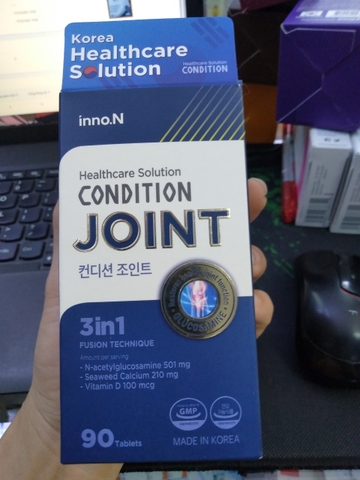 Korea
Healthcare
Solution
Healthcare Solution
CONDITION
inno.N
Healthcare Solution
CONDITION
JOINT
컨디션 조인트
GLUCOSAMINE
3in1
FUSION TECHNIQUE
Amount per serving
- N-acetylglucosamine 501 mg
- Seaweed Calcium 210 mg
- Vitamin D 100 mcg
GMP
90 Tablets
MADE IN KOREA